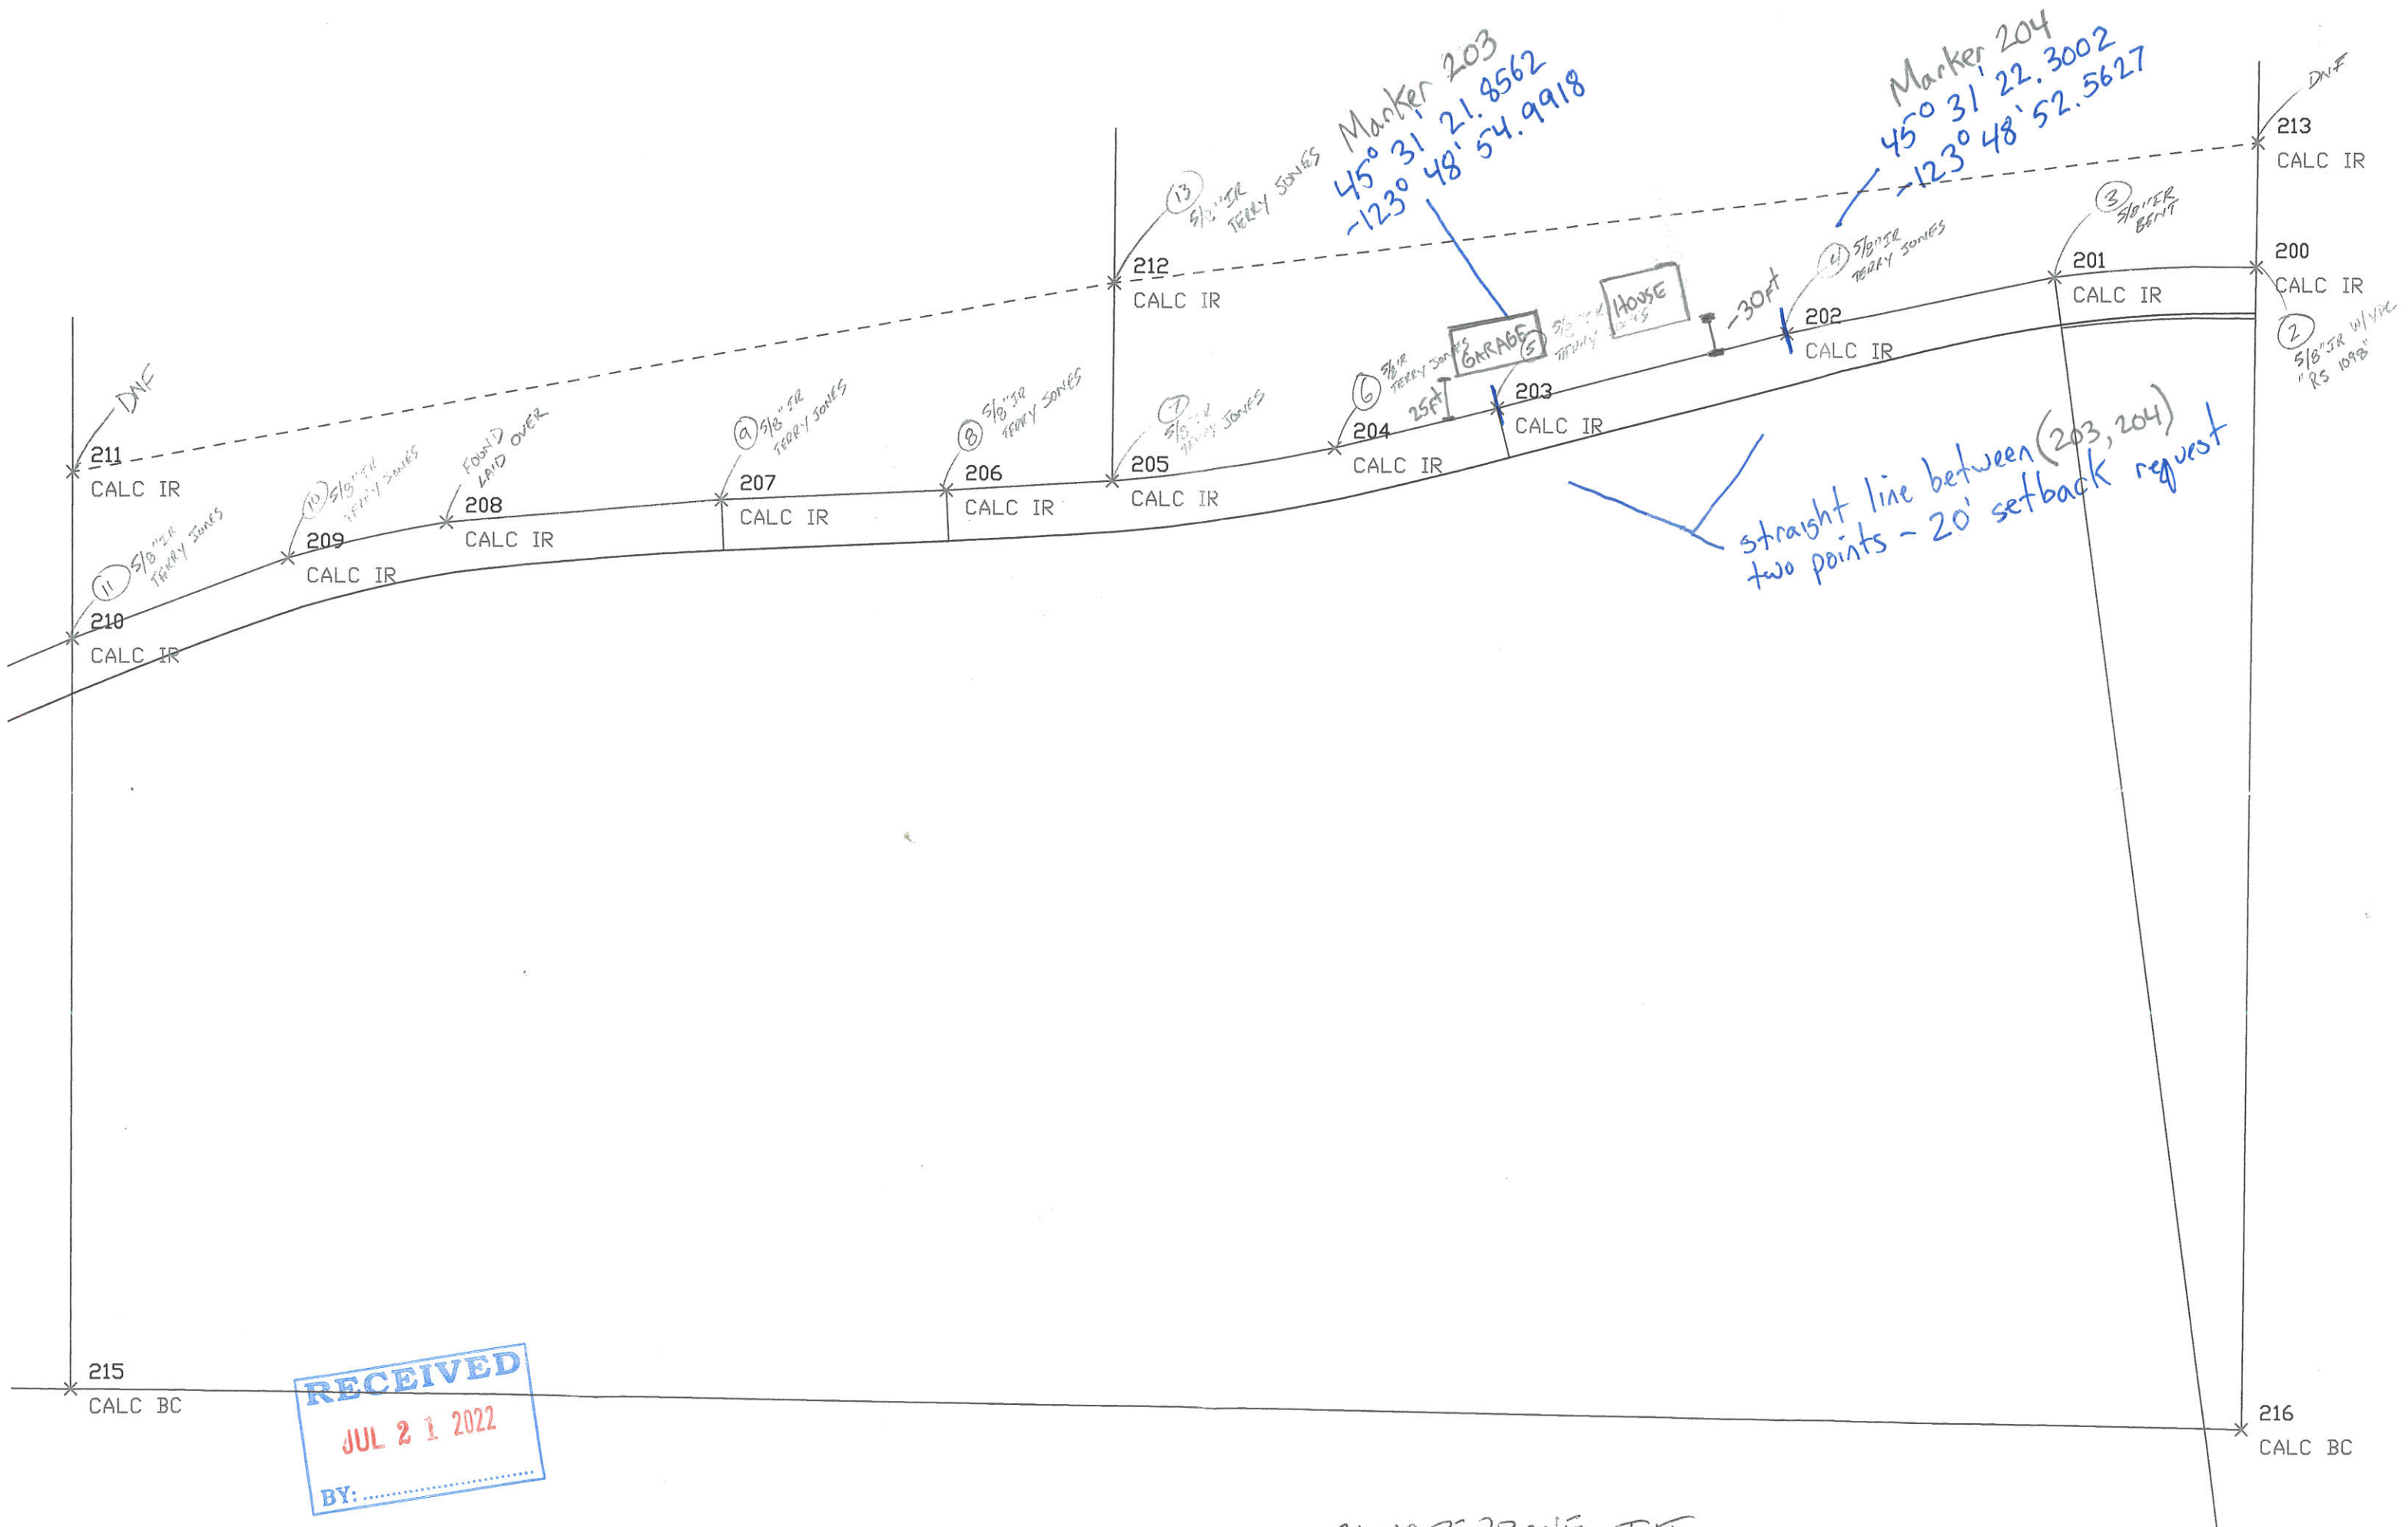 Marker 203
45° 31' 21.8562
-123° 48' 54.9918
Marker 204
45° 31' 22.3002
-123° 48' 52.5627
DNF
213
CALC IR
13
5/8" IR
TERRY JONES
212
CALC IR
3
5/8" IR
BENT
201
CALC IR
200
CALC IR
2
5/8" IR W/YPC
"RS 1098"
4
5/8" IR
TERRY JONES
202
CALC IR
HOUSE
-30ft
GARAGE
5
5/8" IR
TERRY
203
CALC IR
25ft
6
5/8" IR
TERRY JONES
204
CALC IR
straight line between (203, 204)
two points - 20' setback request
7
5/8" IR
TERRY JONES
205
CALC IR
8
5/8" IR
TERRY JONES
206
CALC IR
9
5/8" IR
TERRY JONES
207
CALC IR
FOUND
LAID OVER
208
CALC IR
10
5/8" IR
TERRY JONES
209
CALC IR
DNF
211
CALC IR
11
5/8" IR
TERRY JONES
210
CALC IR
215
CALC BC
RECEIVED
JUL 21 2022
BY:
216
CALC BC